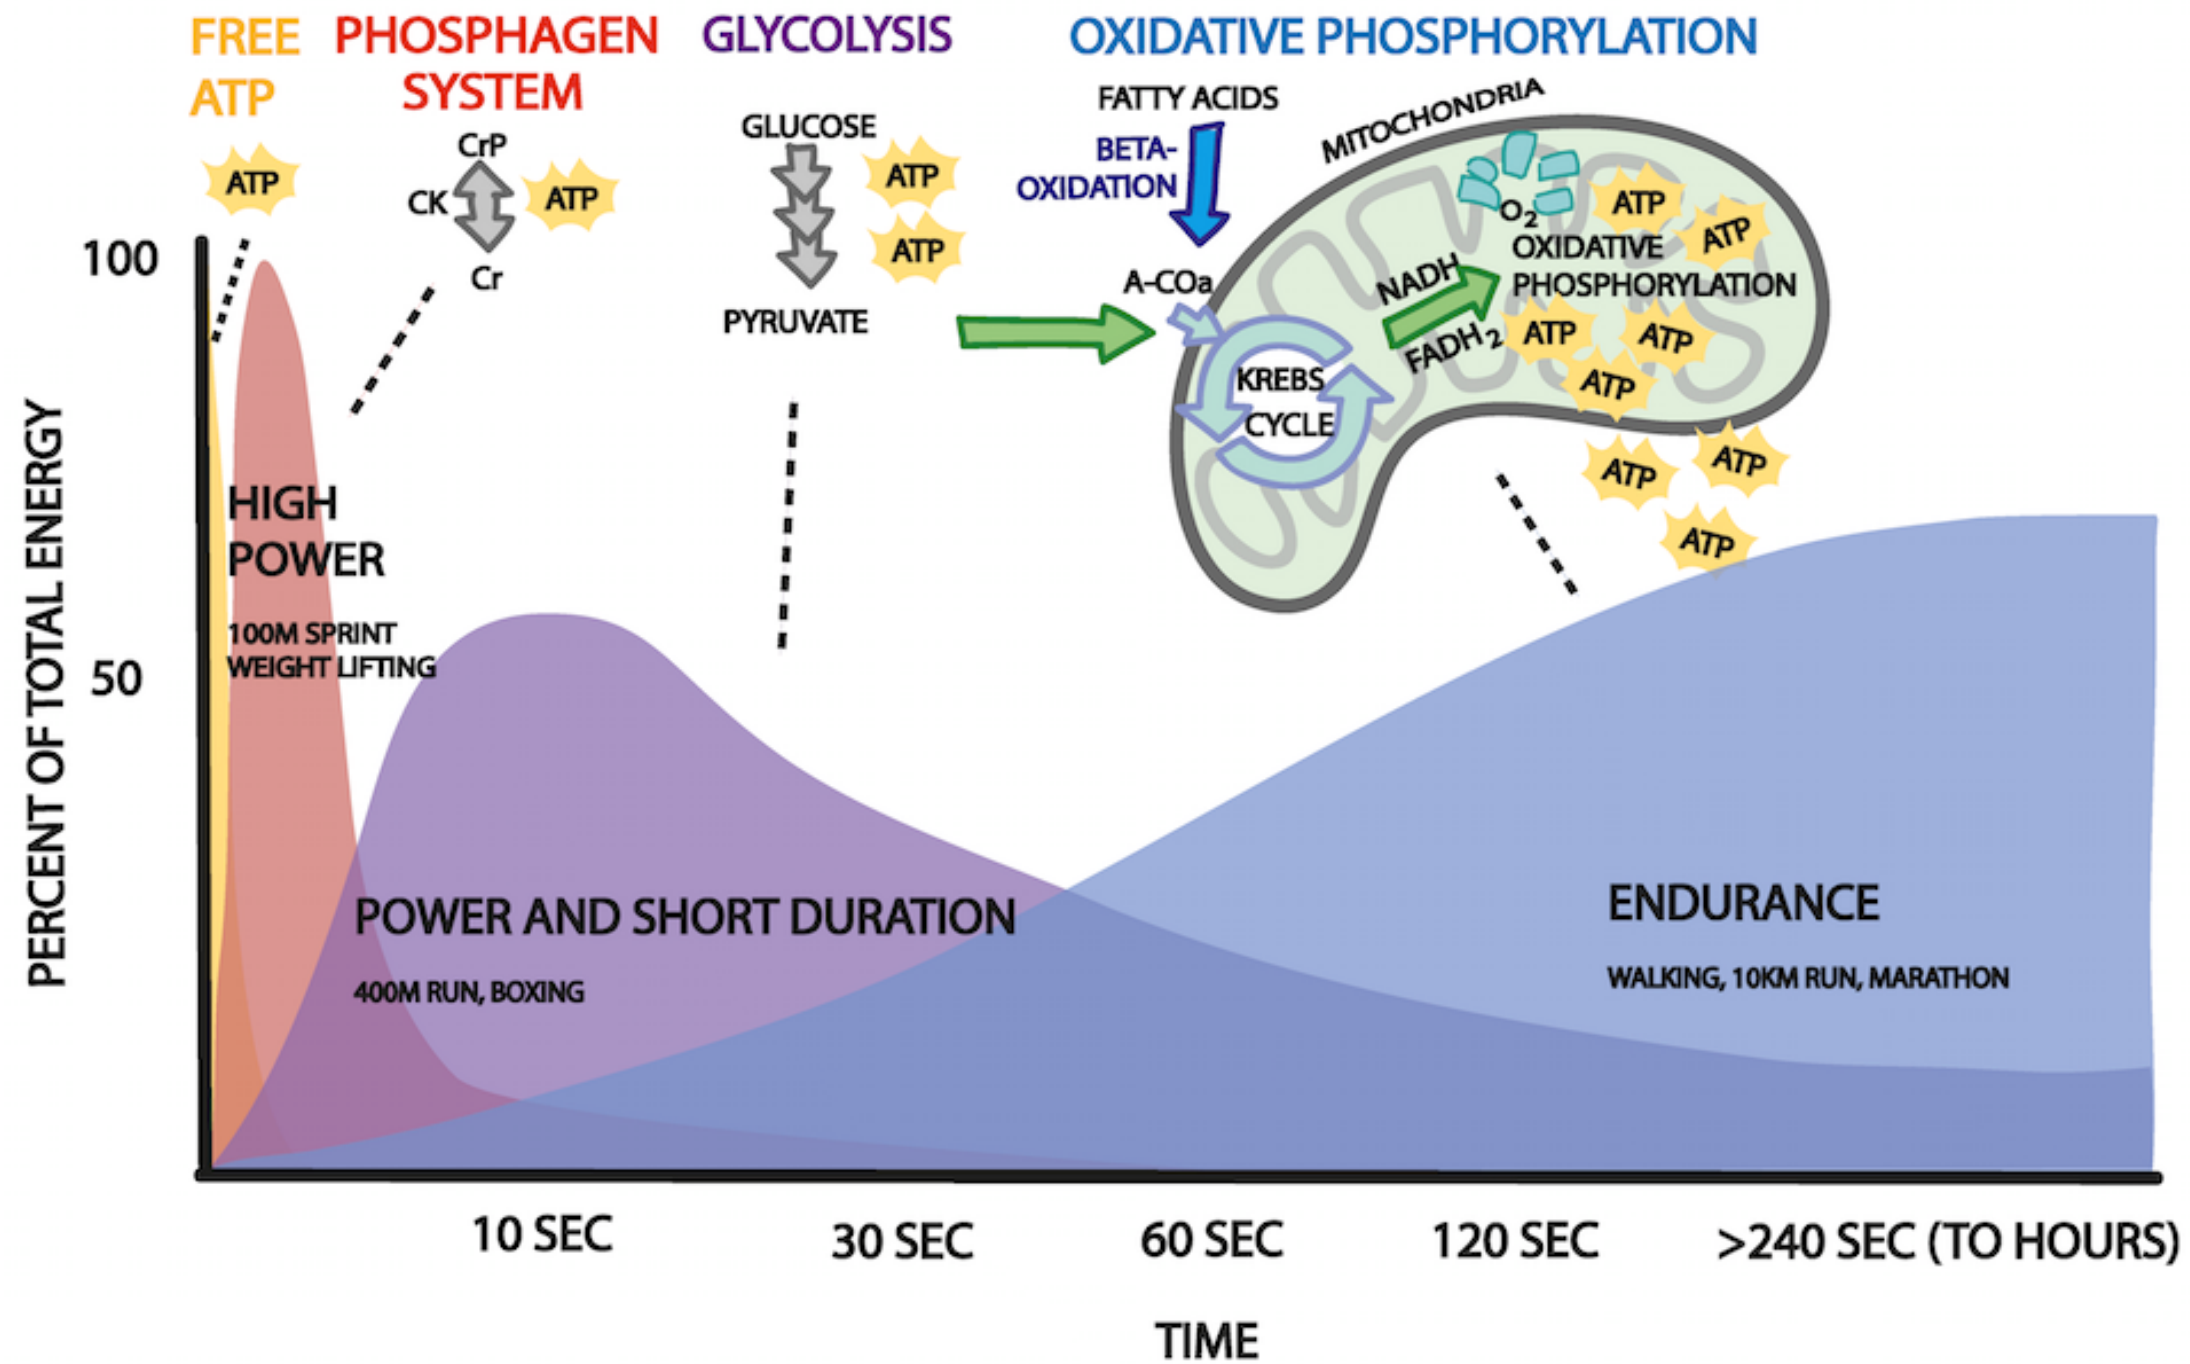 FREE
ATP
PHOSPHAGEN
SYSTEM
GLYCOLYSIS
OXIDATIVE PHOSPHORYLATION
ATP
CrP
CK
ATP
Cr
GLUCOSE
ATP
ATP
PYRUVATE
FATTY ACIDS
BETA-
OXIDATION
A-COa
MITOCHONDRIA
KREBS
CYCLE
NADH
FADH2
O2
OXIDATIVE
PHOSPHORYLATION
ATP
ATP
ATP
ATP
ATP
ATP
ATP
ATP
100
50
PERCENT OF TOTAL ENERGY
HIGH
POWER
100M SPRINT
WEIGHT LIFTING
POWER AND SHORT DURATION
400M RUN, BOXING
ENDURANCE
WALKING, 10KM RUN, MARATHON
10 SEC
30 SEC
60 SEC
120 SEC
>240 SEC (TO HOURS)
TIME